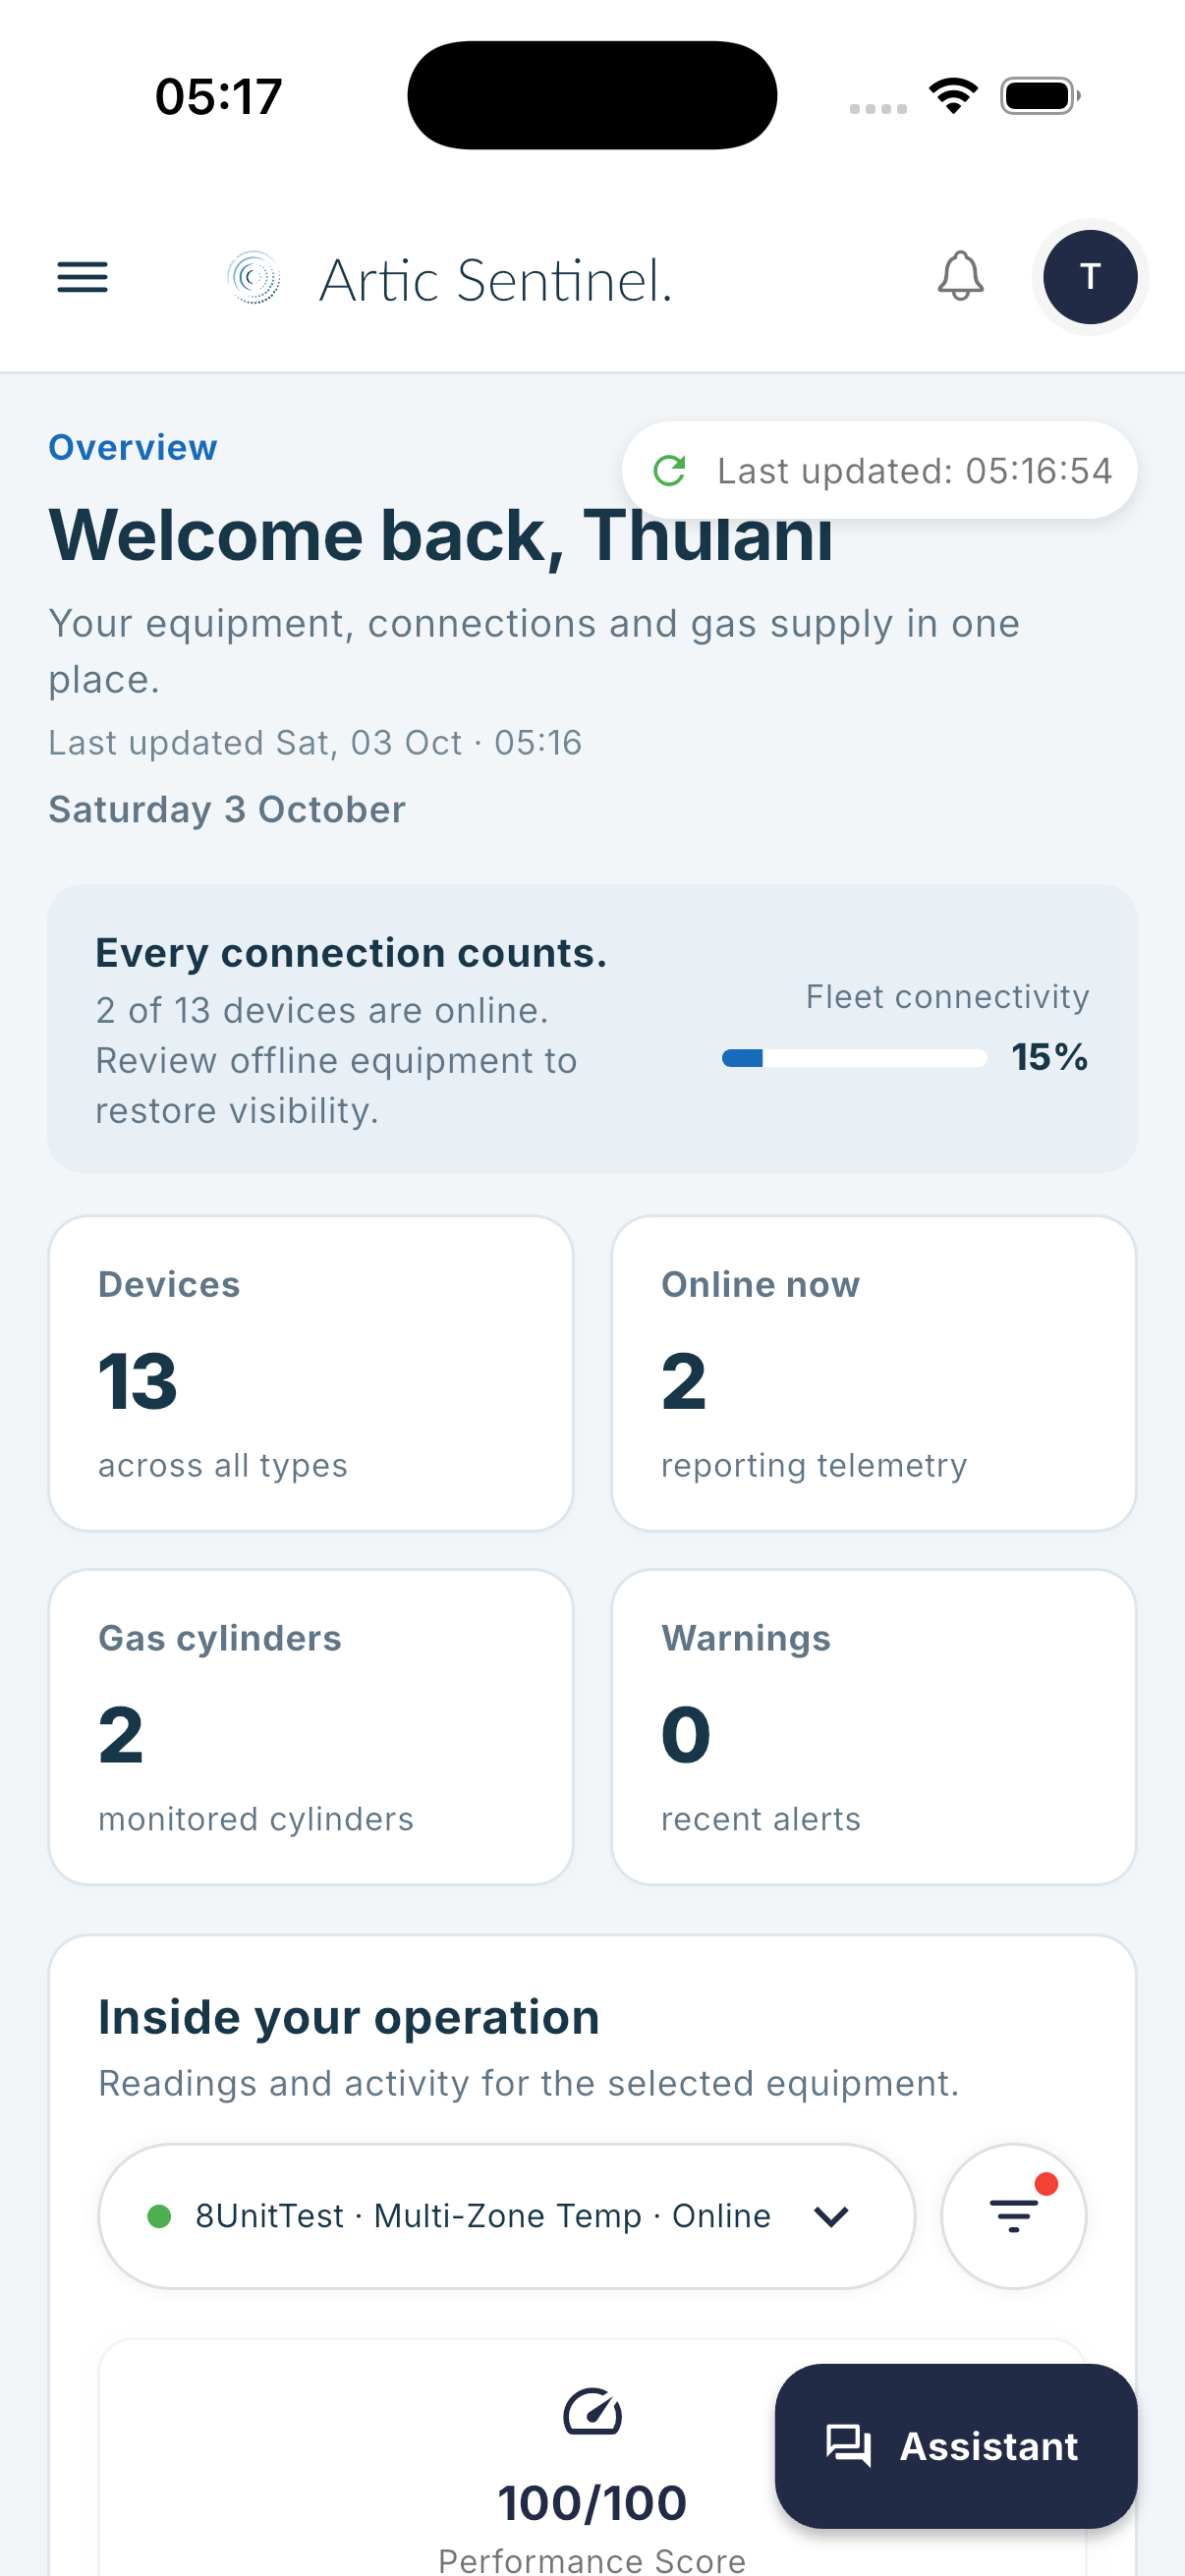 05:17
Artic Sentinel.
T
Overview
Last updated: 05:16:54
Welcome back, Thulani
Your equipment, connections and gas supply in one
place.
Last updated Sat, 03 Oct · 05:16
Saturday 3 October
Every connection counts.
2 of 13 devices are online.
Review offline equipment to
restore visibility.
Fleet connectivity
15%
Devices
13
across all types
Online now
2
reporting telemetry
Gas cylinders
2
monitored cylinders
Warnings
0
recent alerts
Inside your operation
Readings and activity for the selected equipment.
8UnitTest · Multi-Zone Temp · Online
100/100
Performance Score
Assistant